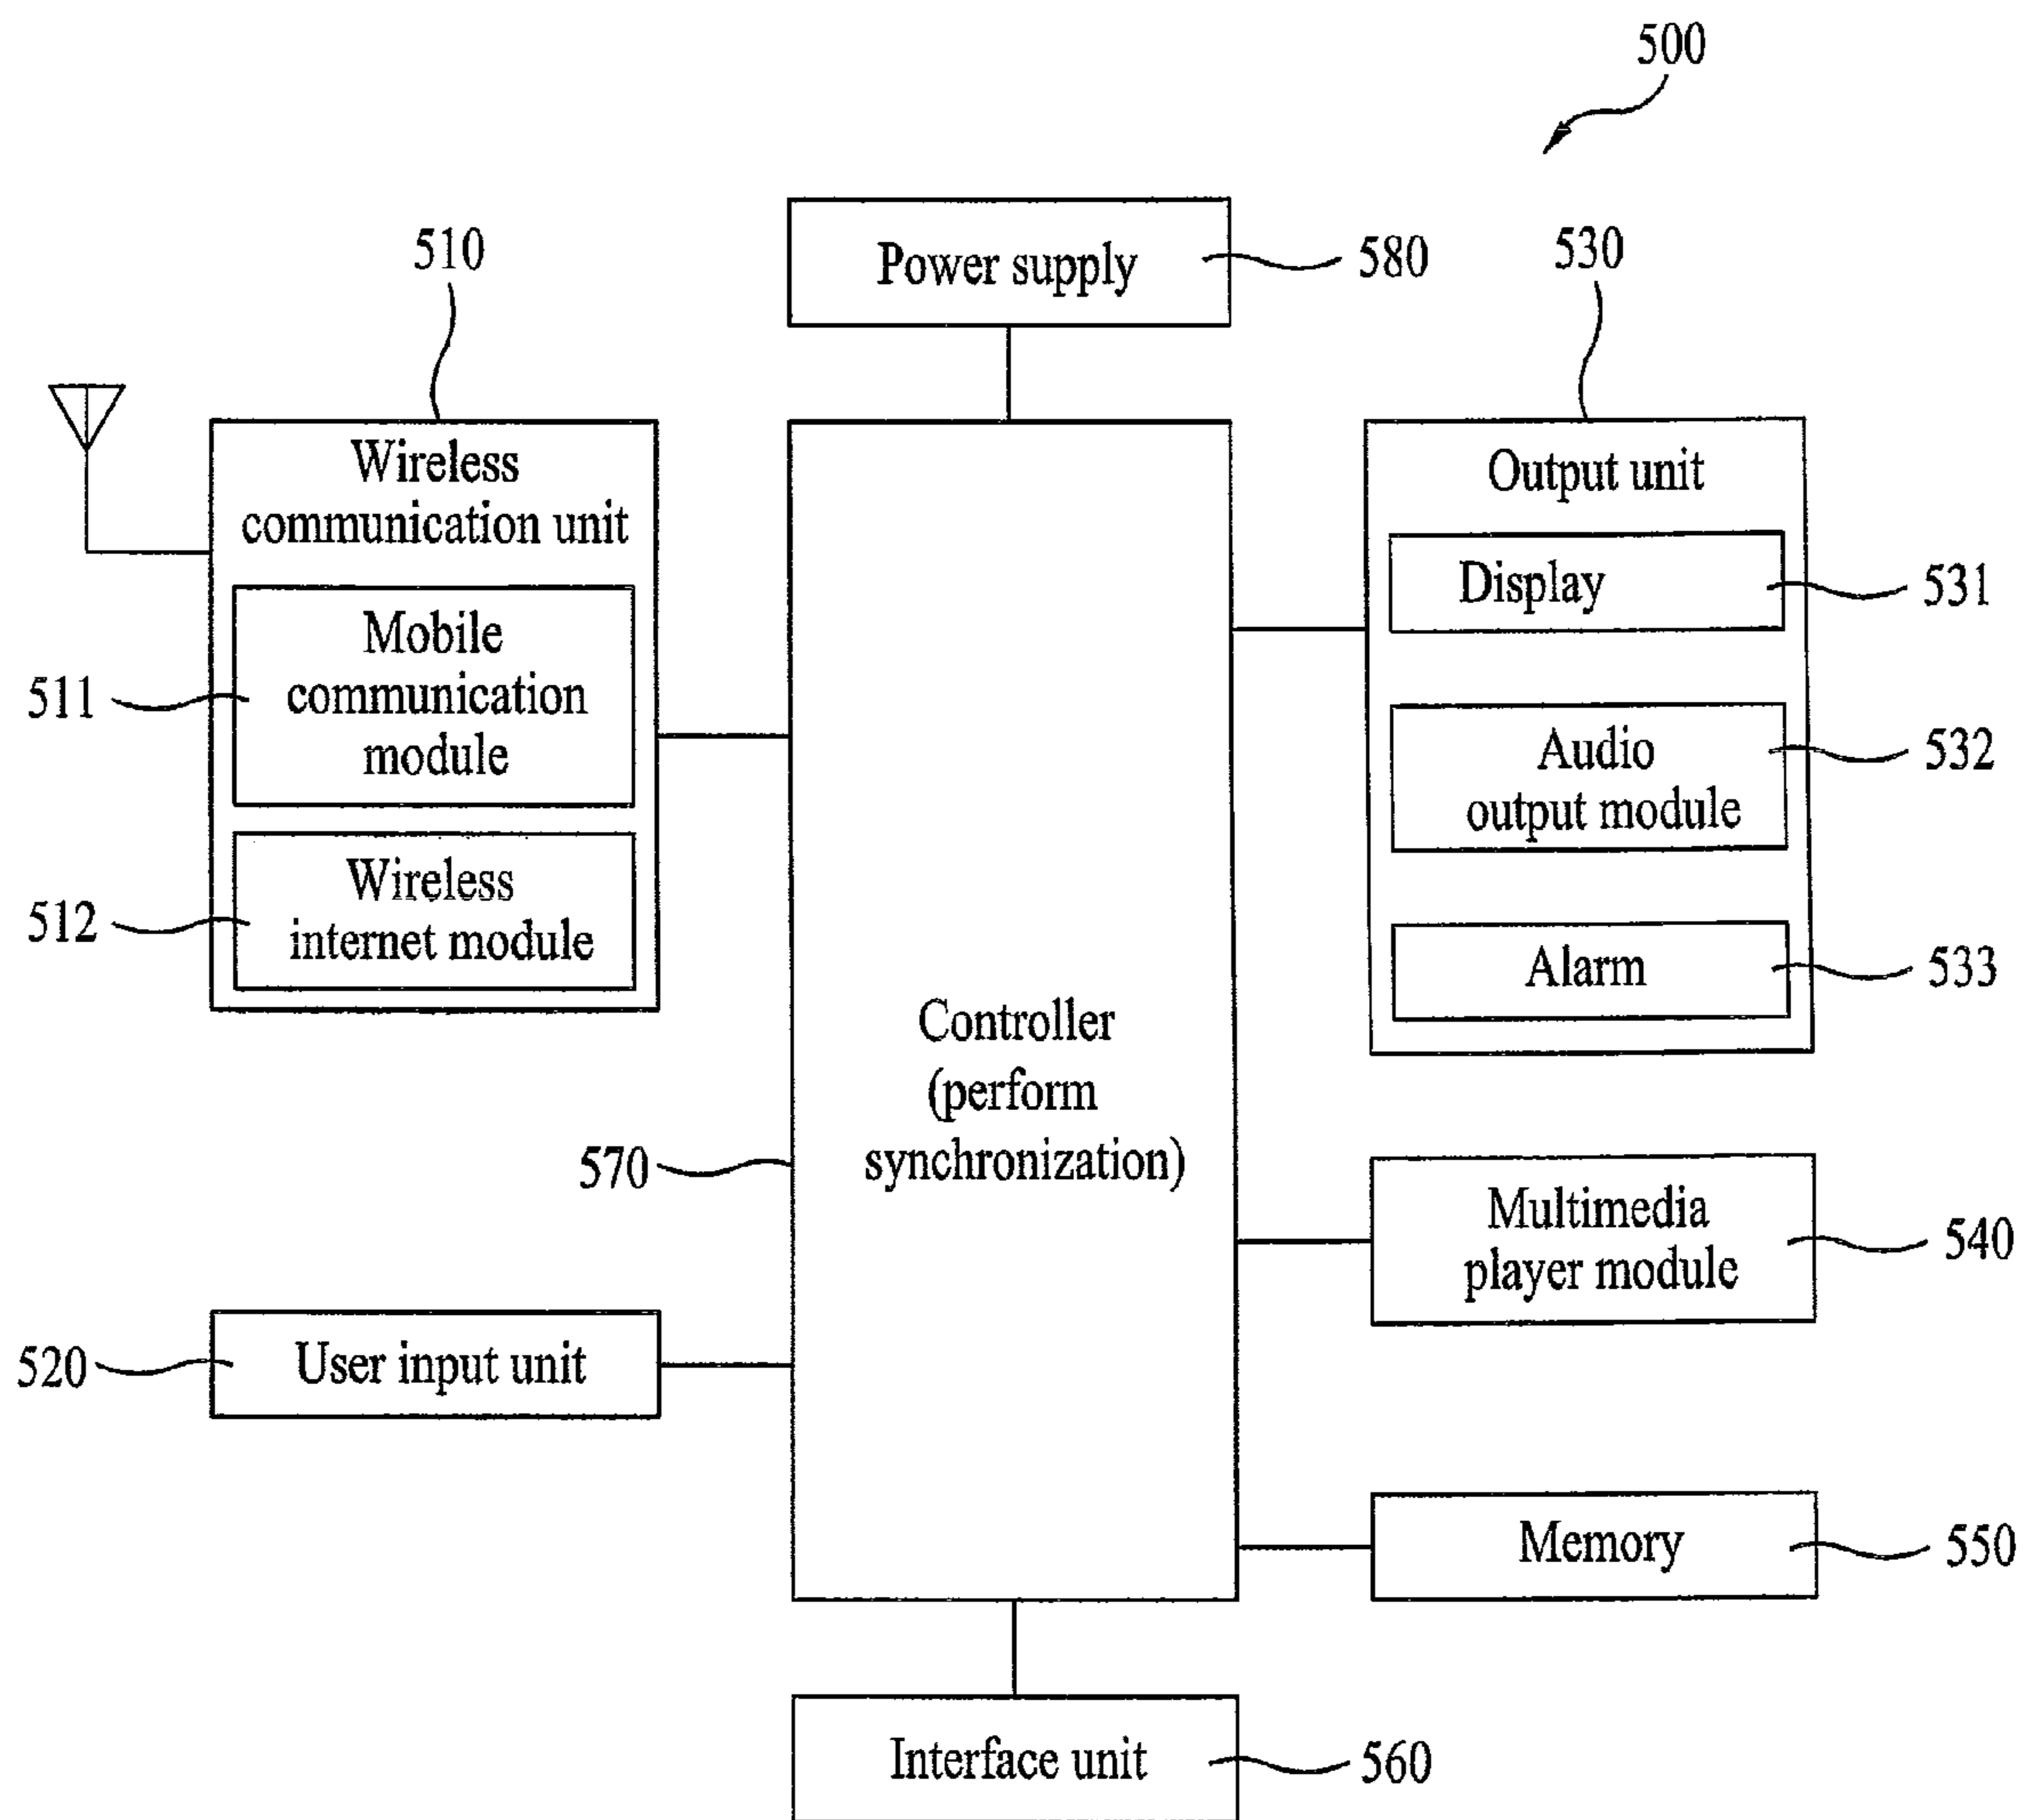 500
Power supply
580
510
530
Wireless
communication unit
Mobile
communication
module
511
Wireless
internet module
512
Output unit
Display
531
Audio
output module
532
Alarm
533
Controller
(perform
synchronization)
570
Multimedia
player module
540
User input unit
520
Memory
550
Interface unit
560